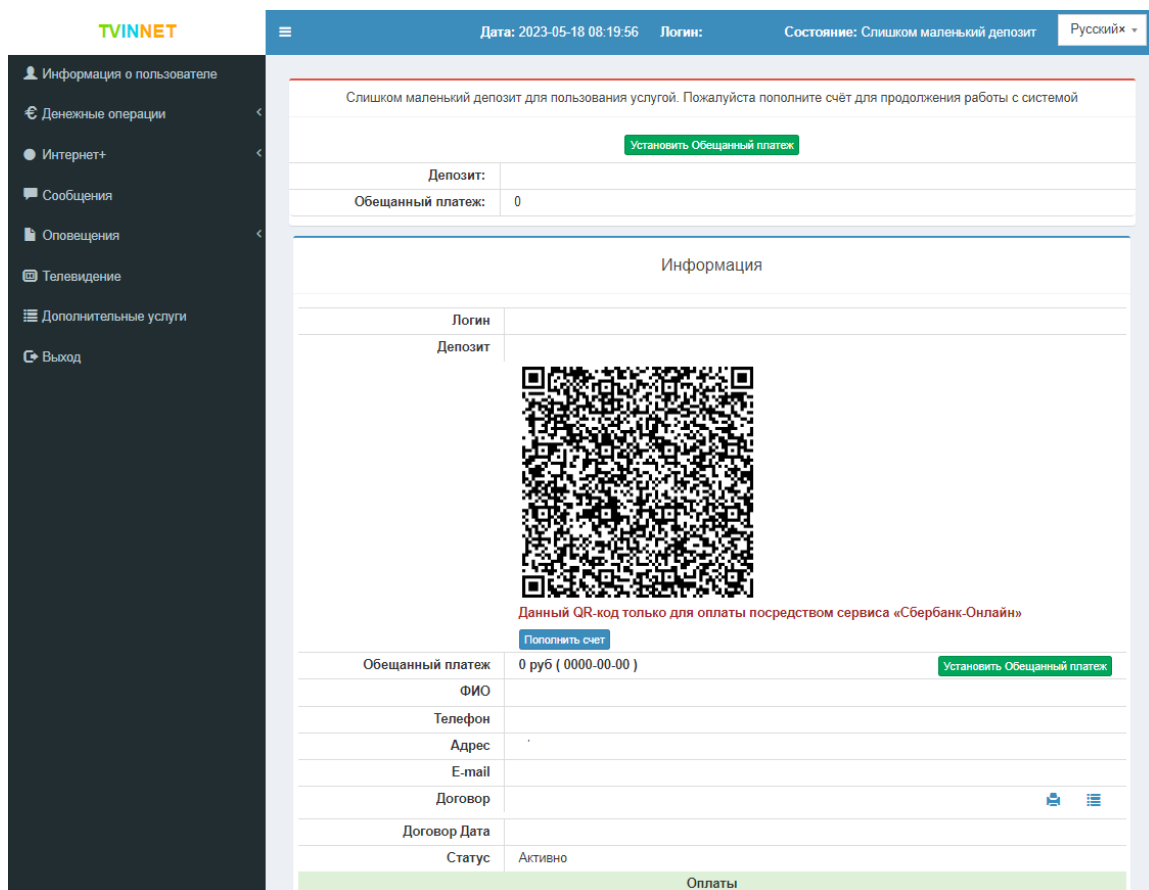 TVINNET
Дата: 2023-05-18 08:19:56 Логин: Состояние: Слишком маленький депозит Русский× 
Информация о пользователе
Денежные операции
Интернет+
Сообщения
Оповещения
Телевидение
Дополнительные услуги
Выход
Слишком маленький депозит для пользования услугой. Пожалуйста пополните счёт для продолжения работы с системой
Установить Обещанный платеж
Депозит:
Обещанный платеж: 0
Информация
Логин
Депозит
Данный QR-код только для оплаты посредством сервиса «Сбербанк-Онлайн»
Пополнить счет
Обещанный платеж 0 руб ( 0000-00-00 ) Установить Обещанный платеж
ФИО
Телефон
Адрес
E-mail
Договор
Договор Дата
Статус Активно
Оплаты